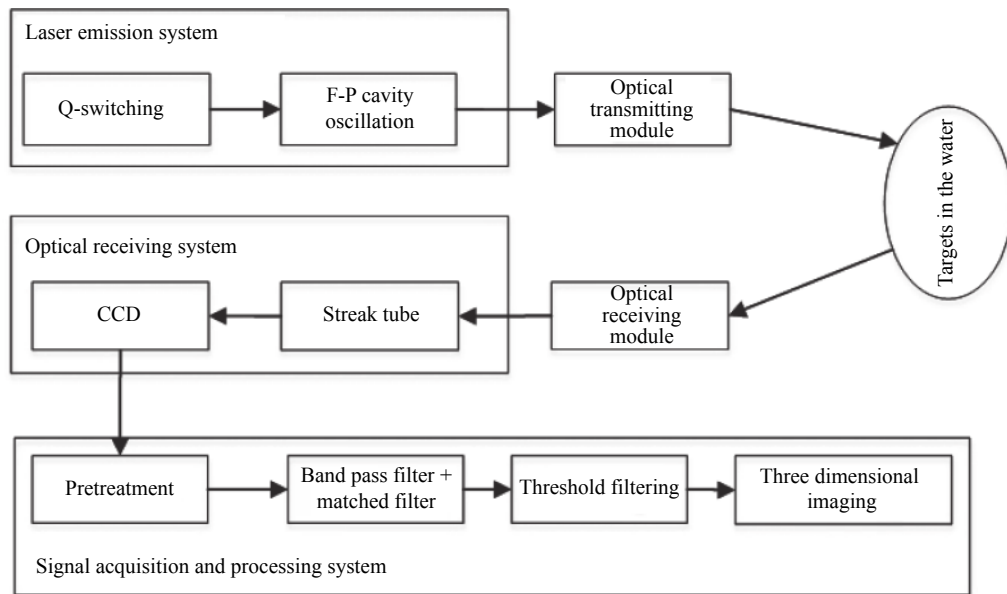 Laser emission system
Q-switching
F-P cavity
oscillation
Optical
transmitting
module
Targets in the water
Optical receiving system
CCD
Streak tube
Optical
receiving
module
Pretreatment
Band pass filter +
matched filter
Threshold filtering
Three dimensional
imaging
Signal acquisition and processing system